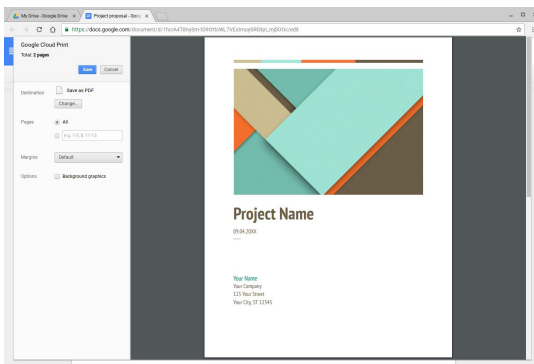 My Drive - Google Drive
Project proposal - Goog
https://docs.google.com
Google Cloud Print
Total: 2 pages
Save
Cancel
Destination
Save as PDF
Change...
Pages
All
e.g. 1-5, 8, 11-13
Margins
Default
Options
Background graphics
Project Name
09.04.20XX
Your Name
Your Company
123 Your Street
Your City, ST 12345